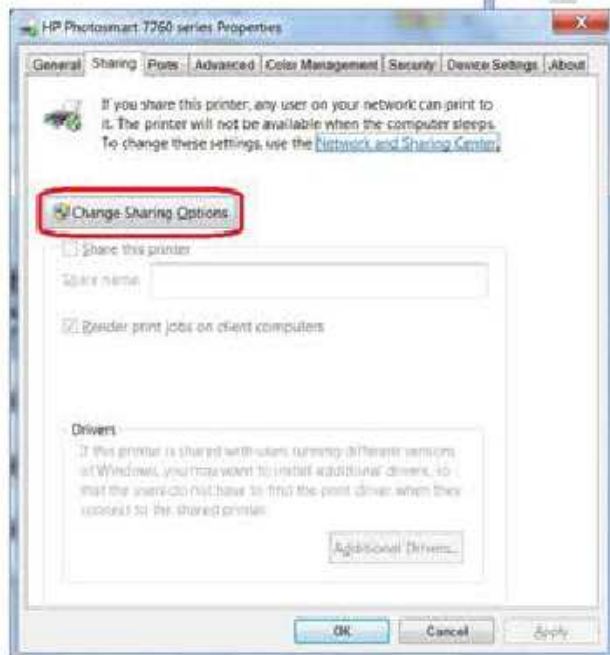 HP Photosmart 7760 series Properties
General Sharing Ports Advanced Color Management Security Device Settings About
If you share this printer, any user on your network can print to
it. The printer will not be available when the computer sleeps.
To change these settings, use the Network and Sharing Center.
Change Sharing Options
Share this printer
Share name:
Render print jobs on client computers
Drivers
If this printer is shared with users running different versions
of Windows, you may want to install additional drivers, so
that the users do not have to find the print driver when they
connect to the shared printer.
Additional Drivers...
OK Cancel Apply